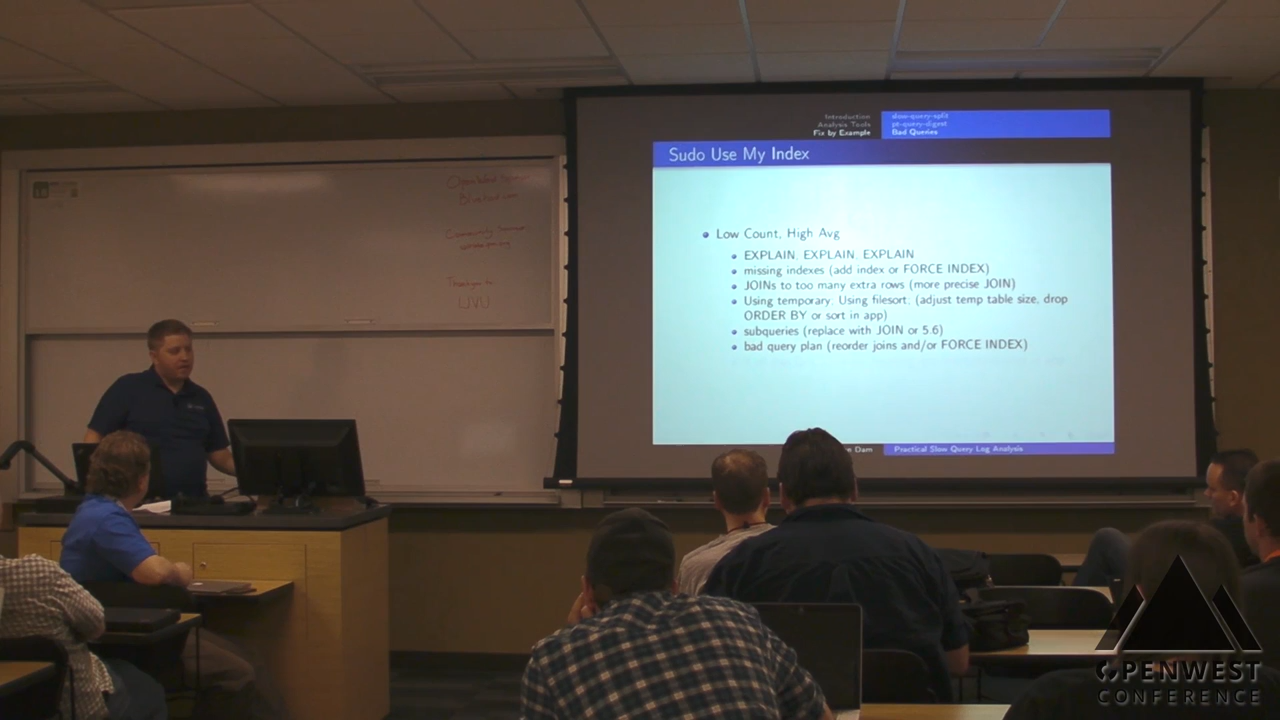 Introduction
Analysis Tools
Fix by Example
slow-query-split
pt-query-digest
Bad Queries
Sudo Use My Index
Low Count, High Avg
EXPLAIN, EXPLAIN, EXPLAIN
missing indexes (add index or FORCE INDEX)
JOINs to too many extra rows (more precise JOIN)
Using temporary; Using filesort; (adjust temp table size, drop
ORDER BY or sort in app)
subqueries (replace with JOIN or 5.6)
bad query plan (reorder joins and/or FORCE INDEX)
Dam
Practical Slow Query Log Analysis
Community
Thank you to
UVU
OPENWEST
CONFERENCE